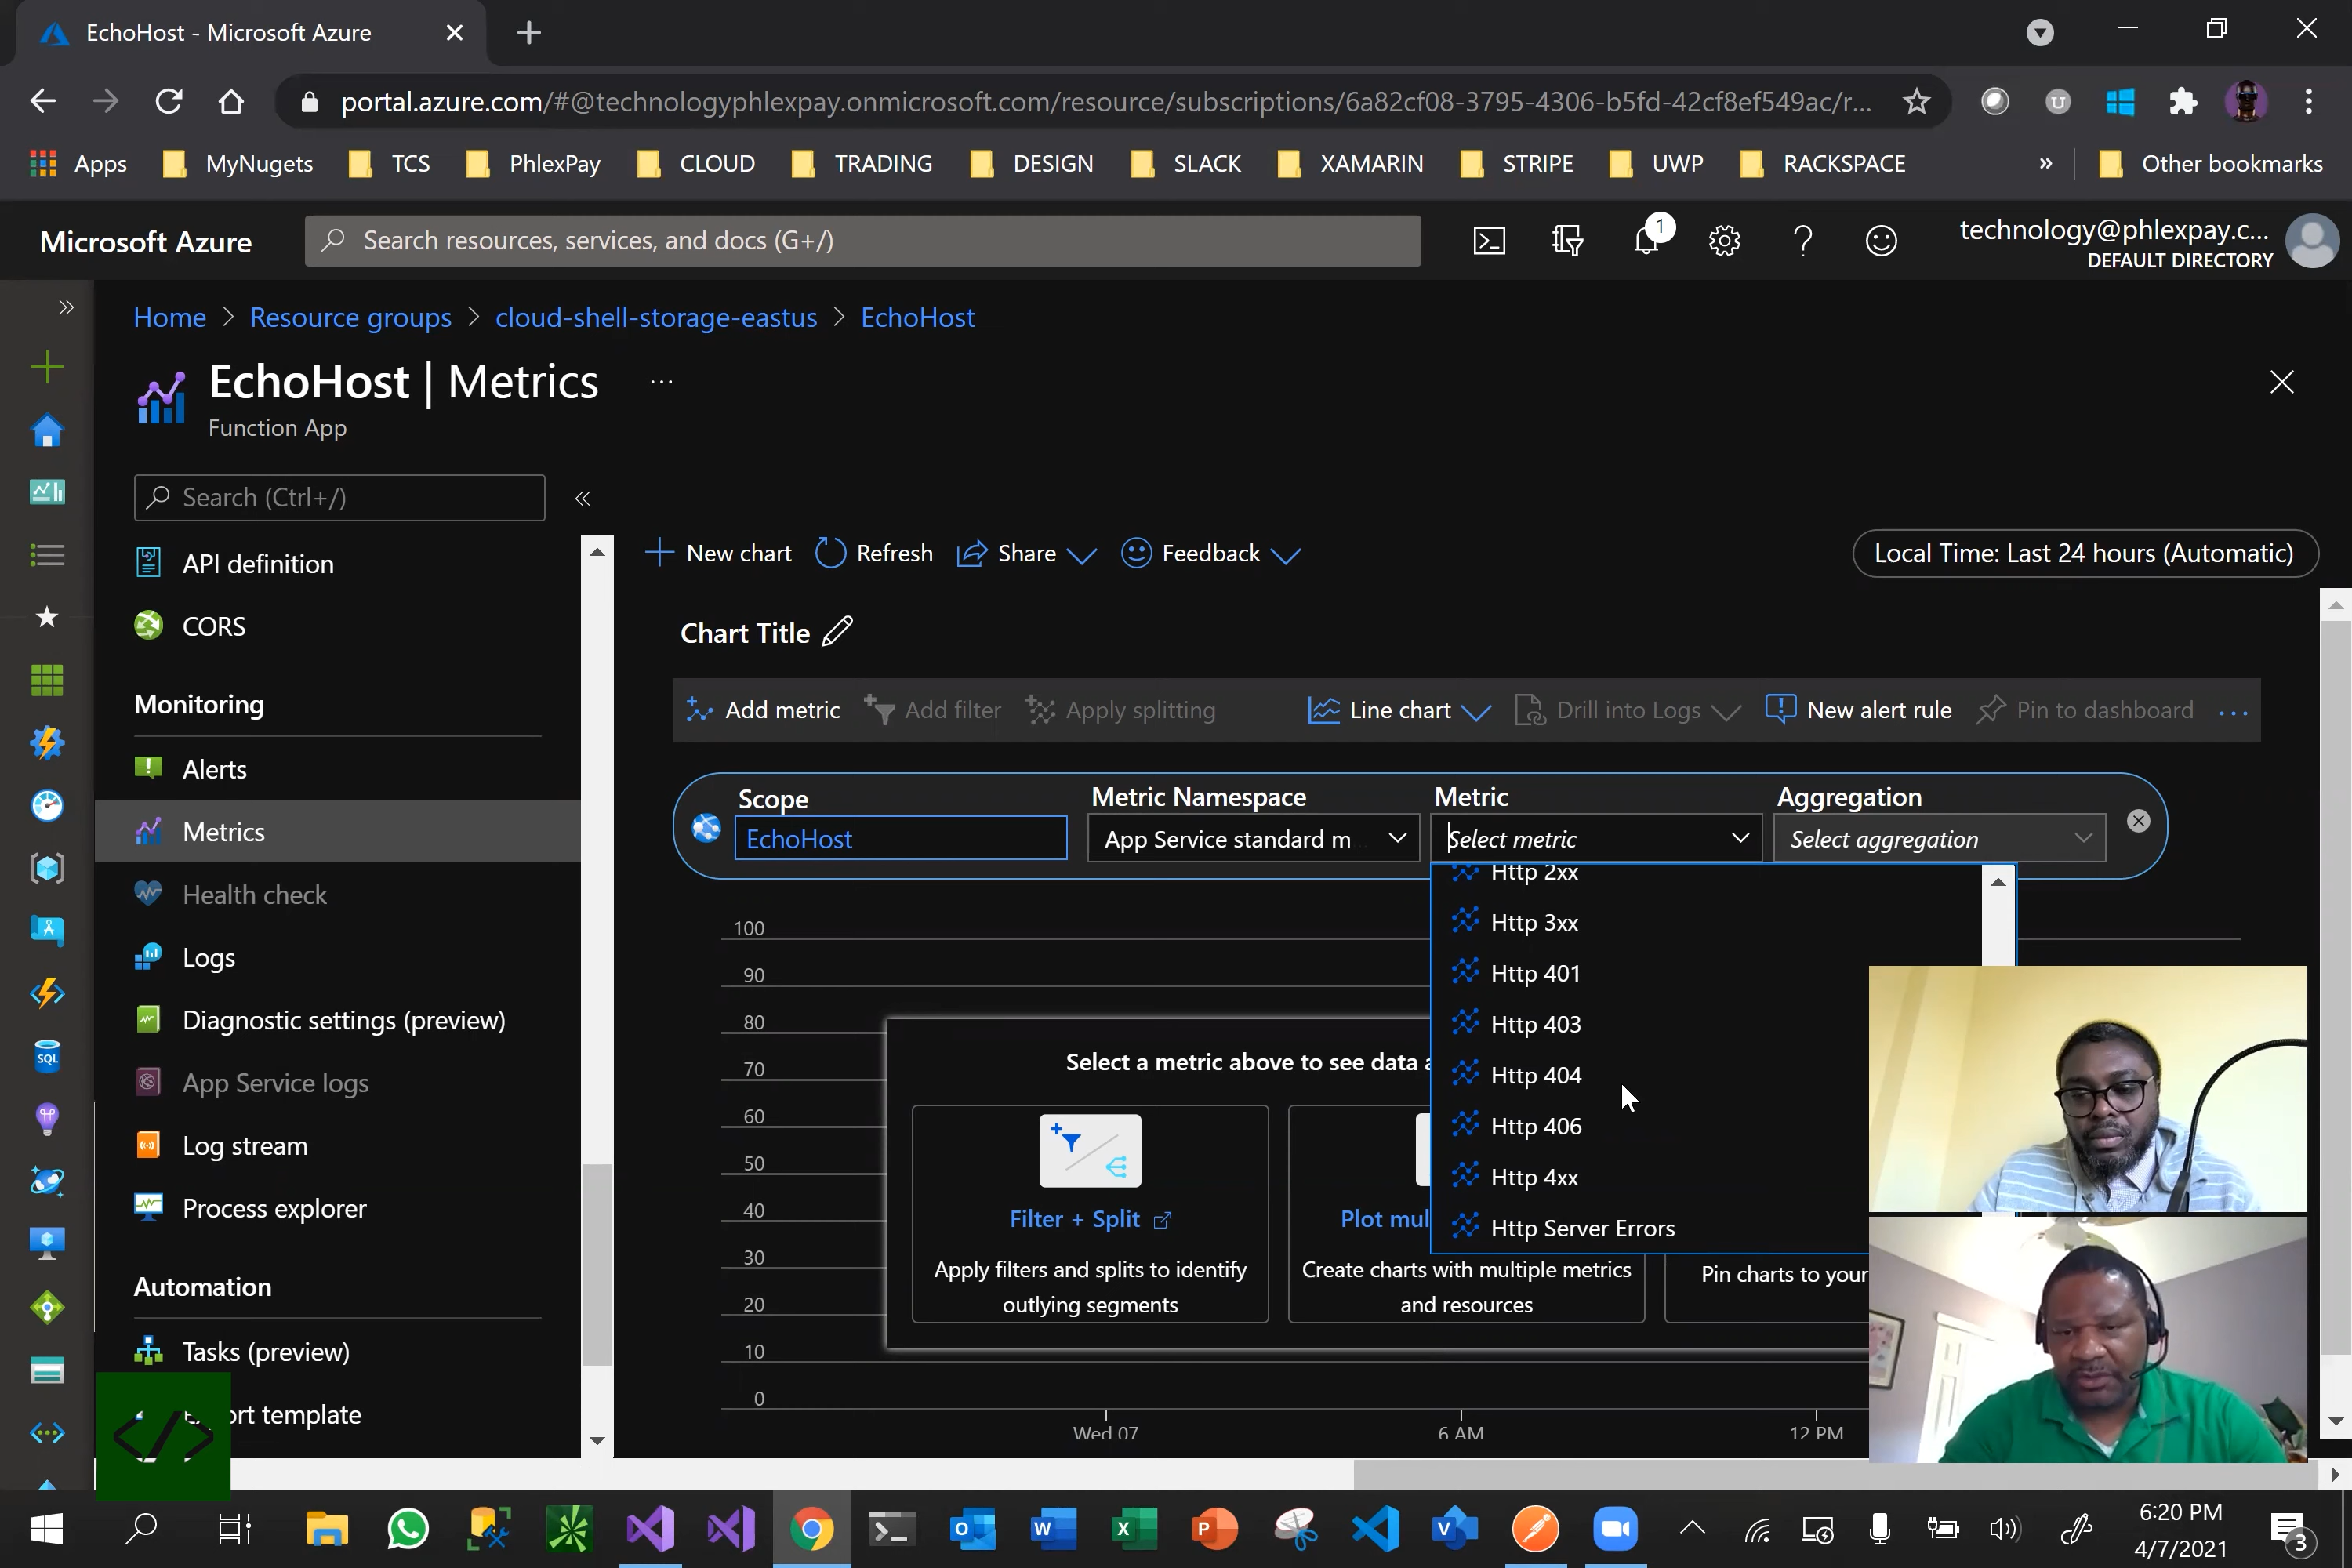 EchoHost - Microsoft Azure
portal.azure.com/#@technologyphlexpay.onmicrosoft.com/resource/subscriptions/6a82cf08-3795-4306-b5fd-42cf8ef549ac/r...
Apps MyNugets TCS PhlexPay CLOUD TRADING DESIGN SLACK XAMARIN STRIPE UWP RACKSPACE » Other bookmarks
Microsoft Azure
Search resources, services, and docs (G+/)
1
technology@phlexpay.c...
DEFAULT DIRECTORY
Home > Resource groups > cloud-shell-storage-eastus > EchoHost
EchoHost | Metrics ...
Function App
Search (Ctrl+/)
API definition
CORS
Monitoring
Alerts
Metrics
Health check
Logs
Diagnostic settings (preview)
App Service logs
Log stream
Process explorer
Automation
Tasks (preview)
ort template
</>
SQL
New chart Refresh Share Feedback
Local Time: Last 24 hours (Automatic)
Chart Title
Add metric Add filter Apply splitting Line chart Drill into Logs New alert rule Pin to dashboard ...
Scope Metric Namespace Metric Aggregation
EchoHost App Service standard m Select metric Select aggregation
Http 2xx
Http 3xx
Http 401
Http 403
Http 404
Http 406
Http 4xx
Http Server Errors
100
90
80
70
60
50
40
30
20
10
0
Select a metric above to see data a
Filter + Split
Apply filters and splits to identify
outlying segments
Plot mul
Create charts with multiple metrics
and resources
Pin charts to your
Wed 07 6 AM 12 PM
6:20 PM
4/7/2021
3